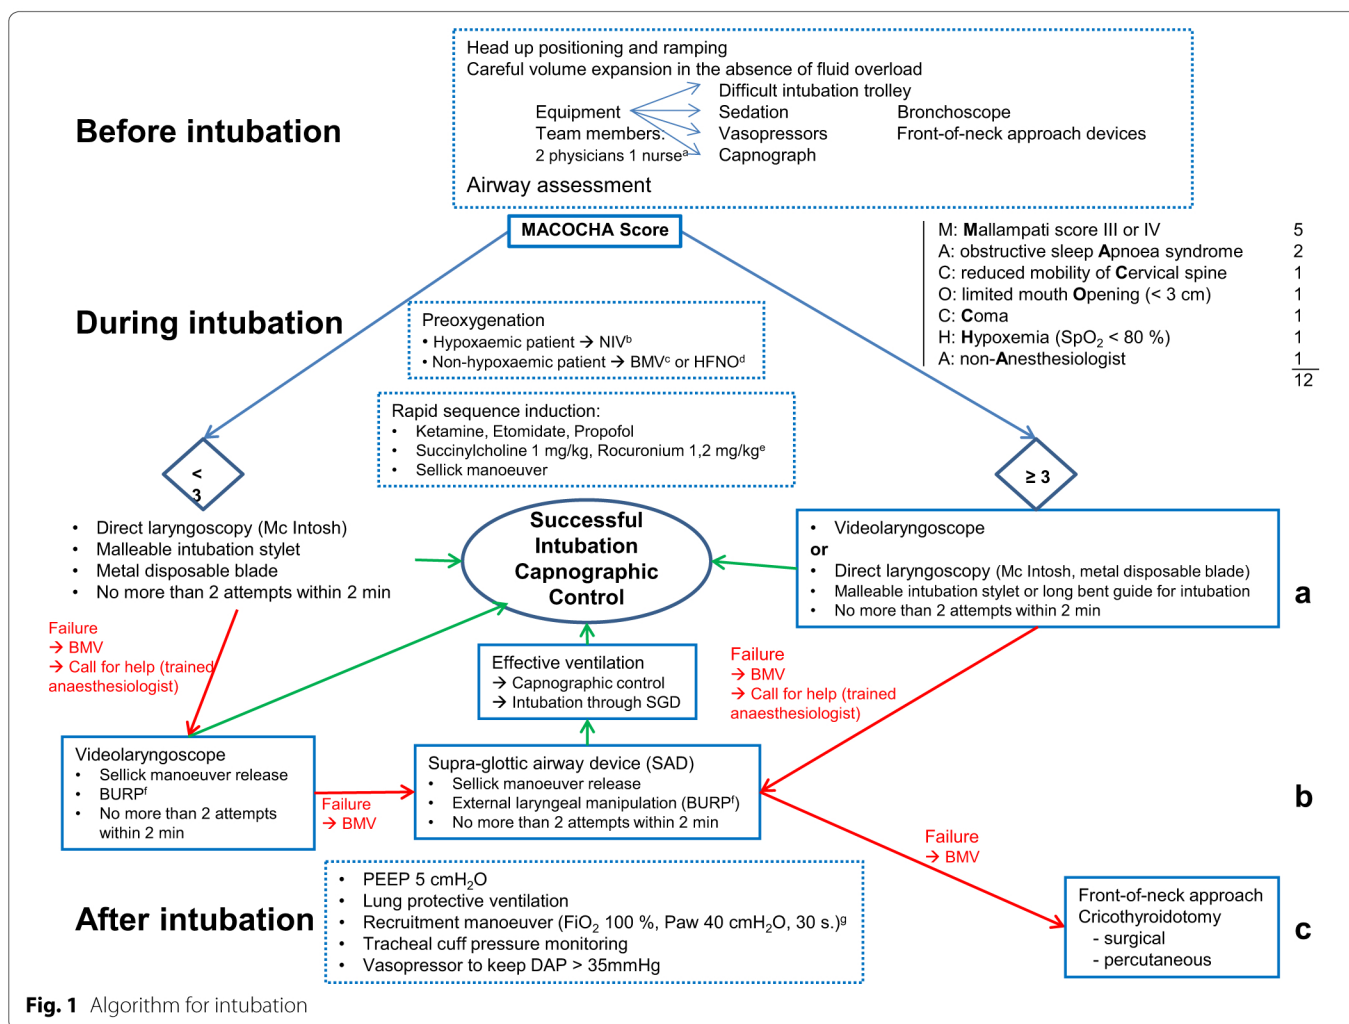 Head up positioning and ramping
Careful volume expansion in the absence of fluid overload
Difficult intubation trolley
Equipment
Sedation
Bronchoscope
Team members:
Vasopressors
Front-of-neck approach devices
2 physicians 1 nurseᵃ
Capnograph
Airway assessment
Before intubation
MACOCHA Score
M: Mallampati score III or IV 5
A: obstructive sleep Apnoea syndrome 2
C: reduced mobility of Cervical spine 1
O: limited mouth Opening (< 3 cm) 1
C: Coma 1
H: Hypoxemia (SpO₂ < 80 %) 1
A: non-Anesthesiologist 1
12
During intubation
Preoxygenation
• Hypoxaemic patient → NIVᵇ
• Non-hypoxaemic patient → BMVᶜ or HFNOᵈ
Rapid sequence induction:
• Ketamine, Etomidate, Propofol
• Succinylcholine 1 mg/kg, Rocuronium 1,2 mg/kgᵉ
• Sellick manoeuver
<
3
≥ 3
• Direct laryngoscopy (Mc Intosh)
• Malleable intubation stylet
• Metal disposable blade
• No more than 2 attempts within 2 min
Successful
Intubation
Capnographic
Control
• Videolaryngoscope
or
• Direct laryngoscopy (Mc Intosh, metal disposable blade)
• Malleable intubation stylet or long bent guide for intubation
• No more than 2 attempts within 2 min
a
Failure
→ BMV
→ Call for help (trained
anaesthesiologist)
Effective ventilation
→ Capnographic control
→ Intubation through SGD
Failure
→ BMV
→ Call for help (trained
anaesthesiologist)
Videolaryngoscope
• Sellick manoeuver release
• BURPᶠ
• No more than 2 attempts
within 2 min
Failure
→ BMV
Supra-glottic airway device (SAD)
• Sellick manoeuver release
• External laryngeal manipulation (BURPᶠ)
• No more than 2 attempts within 2 min
b
Failure
→ BMV
After intubation
• PEEP 5 cmH₂O
• Lung protective ventilation
• Recruitment manoeuver (FiO₂ 100 %, Paw 40 cmH₂O, 30 s.)ᵍ
• Tracheal cuff pressure monitoring
• Vasopressor to keep DAP > 35mmHg
Front-of-neck approach
Cricothyroidotomy
- surgical
- percutaneous
c
Fig. 1 Algorithm for intubation